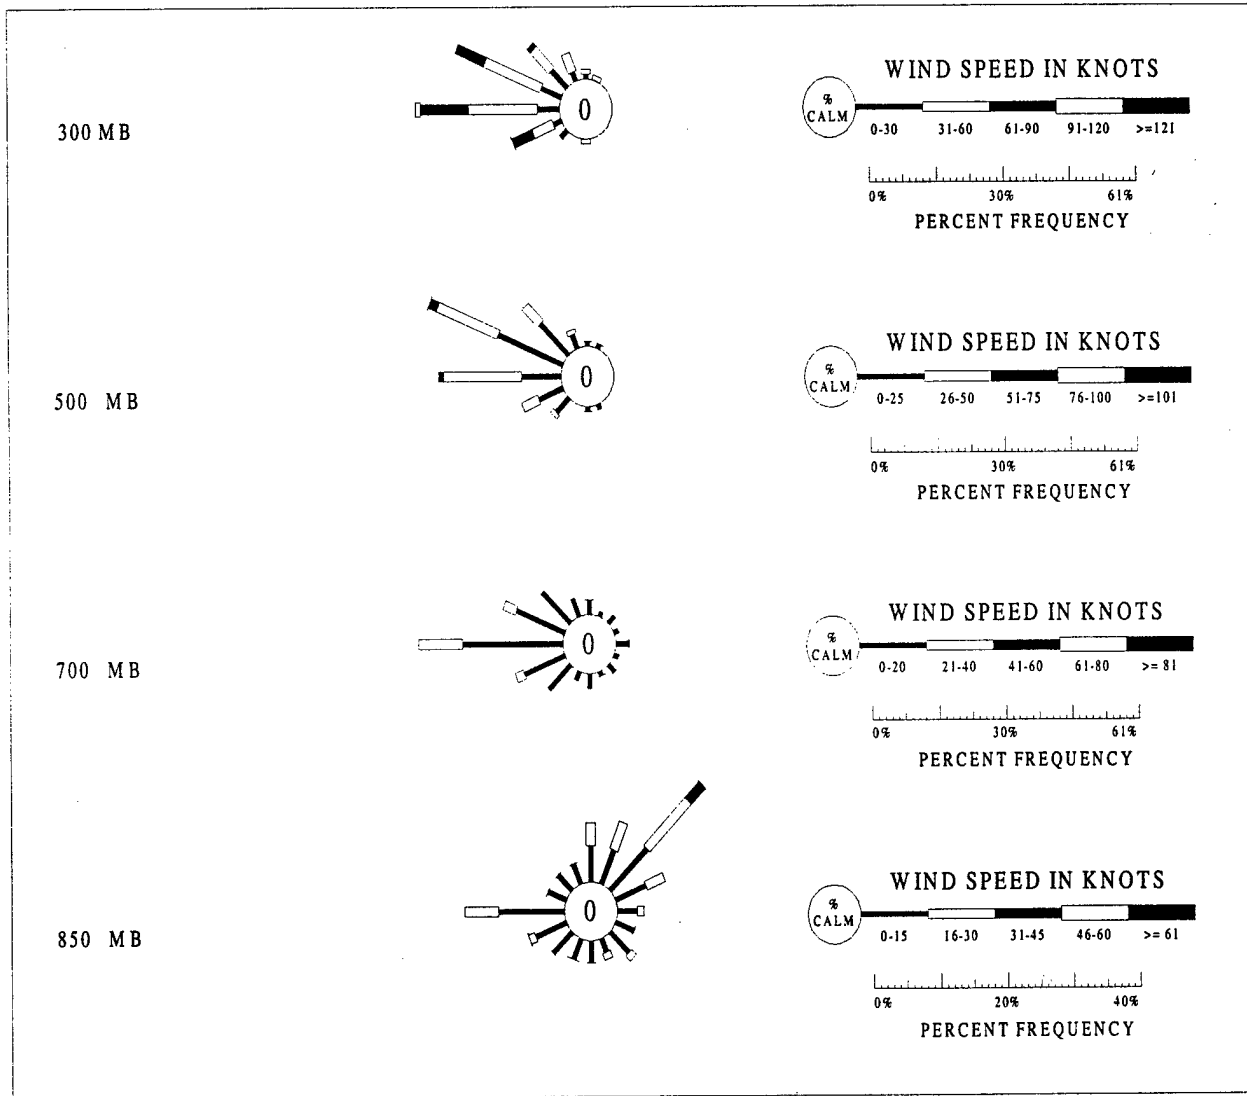 300 MB
0
WIND SPEED IN KNOTS
% CALM
0-30 31-60 61-90 91-120 >=121
0% 30% 61%
PERCENT FREQUENCY
500 MB
0
WIND SPEED IN KNOTS
% CALM
0-25 26-50 51-75 76-100 >=101
0% 30% 61%
PERCENT FREQUENCY
700 MB
0
WIND SPEED IN KNOTS
% CALM
0-20 21-40 41-60 61-80 >= 81
0% 30% 61%
PERCENT FREQUENCY
850 MB
0
WIND SPEED IN KNOTS
% CALM
0-15 16-30 31-45 46-60 >= 61
0% 20% 40%
PERCENT FREQUENCY